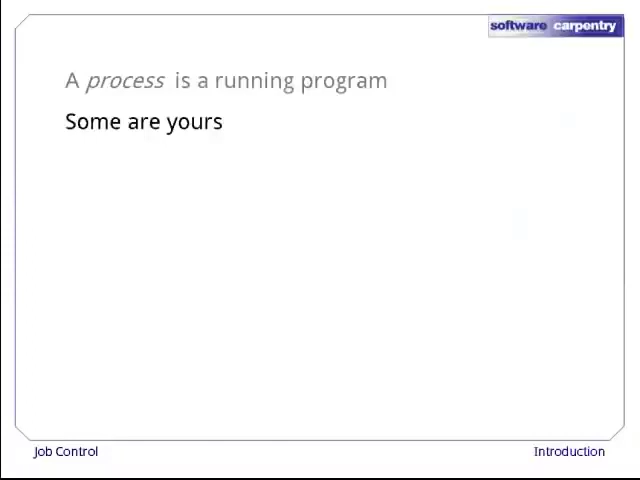 software carpentry
A process is a running program
Some are yours
Job Control
Introduction